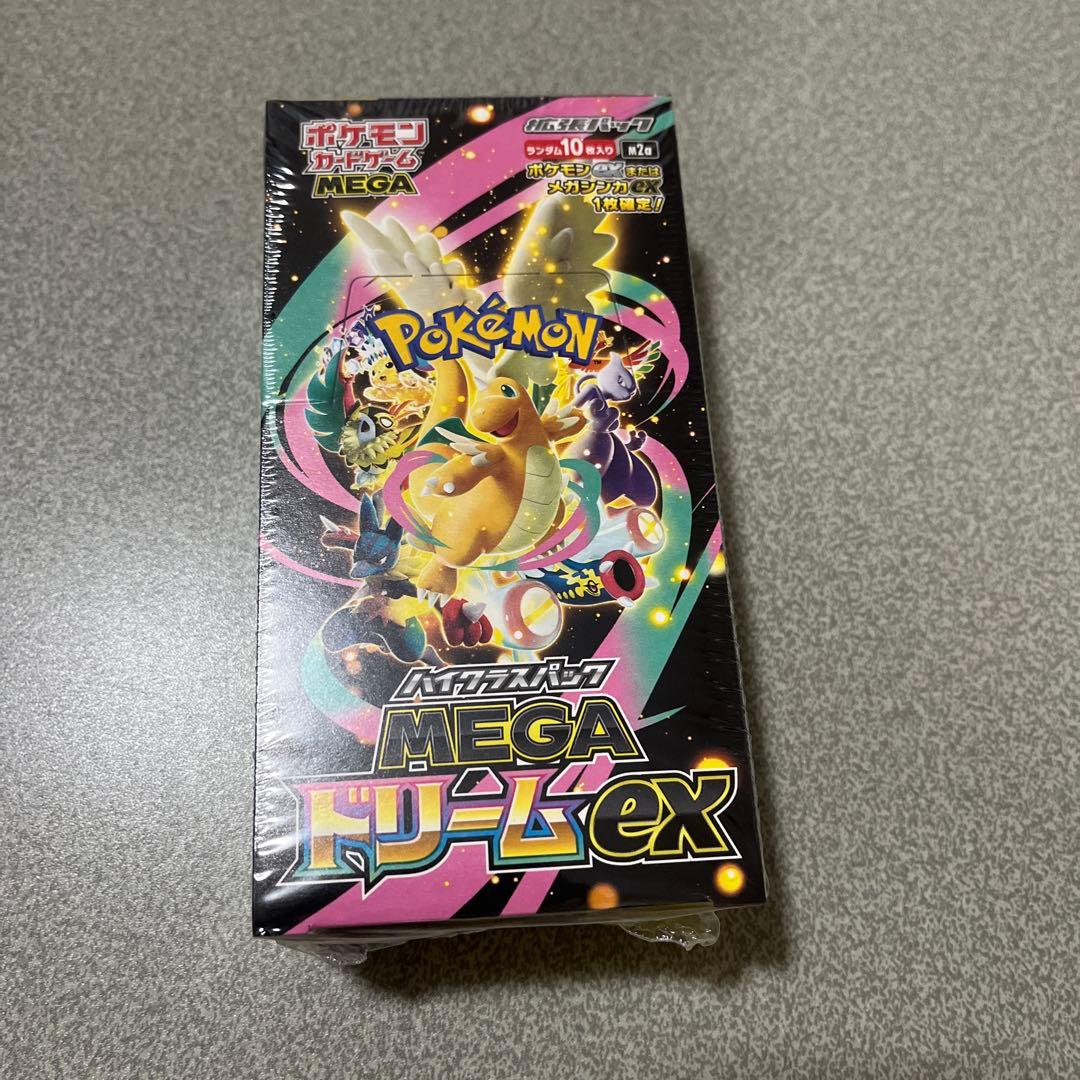 ポケモン
カードゲーム
MEGA
拡張パック
ランダム10枚入り M2a
ポケモンexまたは
メガシンカex
1枚確定!
POKéMON
TM
ハイクラスパック
MEGA
ドリームex